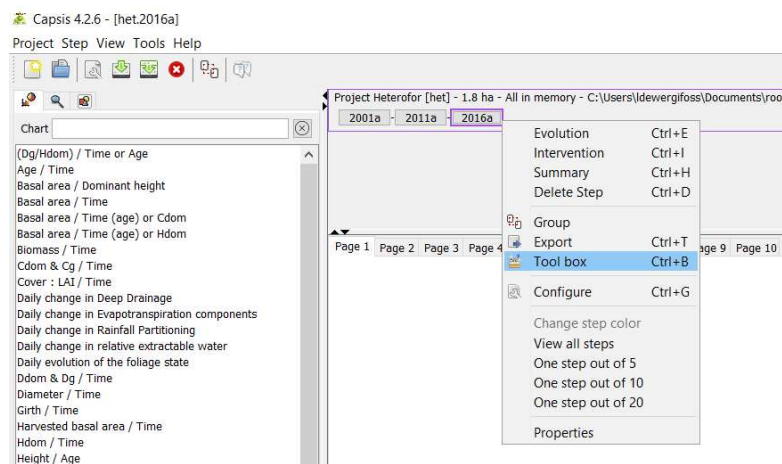 Capsis 4.2.6 - [het.2016a]
Project Step View Tools Help
Project Heterofor [het] - 1.8 ha - All in memory - C:\Users\ldewergifoss\Documents\roo
2001a - 2011a - 2016a
Chart
(Dg/Hdom) / Time or Age
Age / Time
Basal area / Dominant height
Basal area / Time
Basal area / Time (age) or Cdom
Basal area / Time (age) or Hdom
Biomass / Time
Cdom & Cg / Time
Cover : LAI / Time
Daily change in Deep Drainage
Daily change in Evapotranspiration components
Daily change in Rainfall Partitioning
Daily change in relative extractable water
Daily evolution of the foliage state
Ddom & Dg / Time
Diameter / Time
Girth / Time
Harvested basal area / Time
Hdom / Time
Height / Age
Evolution Ctrl+E
Intervention Ctrl+I
Summary Ctrl+H
Delete Step Ctrl+D
Group
Export Ctrl+T
Tool box Ctrl+B
Configure Ctrl+G
Change step color
View all steps
One step out of 5
One step out of 10
One step out of 20
Properties
Page 1 Page 2 Page 3 Page 4 age 9 Page 10